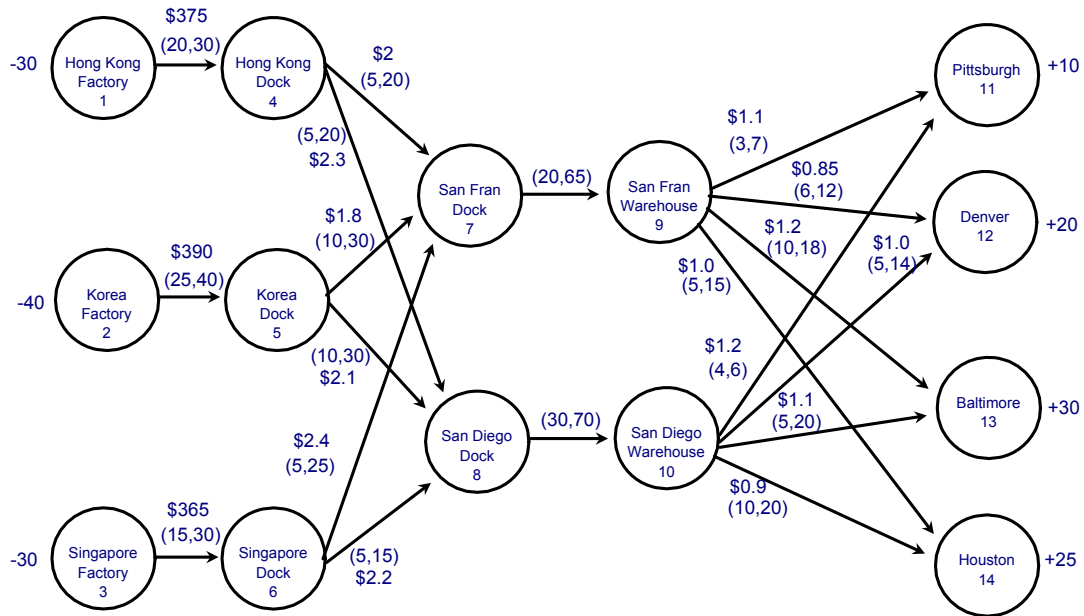 $375
(20,30)
-30
Hong Kong
Factory
1
Hong Kong
Dock
4
$2
(5,20)
(5,20)
$2.3
San Fran
Dock
7
(20,65)
San Fran
Warehouse
9
$1.1
(3,7)
$0.85
(6,12)
$1.2
(10,18)
$1.0
(5,14)
$1.0
(5,15)
Pittsburgh
11
+10
Denver
12
+20
$390
(25,40)
-40
Korea
Factory
2
Korea
Dock
5
$1.8
(10,30)
(10,30)
$2.1
$1.2
(4,6)
$1.1
(5,20)
Baltimore
13
+30
$2.4
(5,25)
San Diego
Dock
8
(30,70)
San Diego
Warehouse
10
$0.9
(10,20)
$365
(15,30)
-30
Singapore
Factory
3
Singapore
Dock
6
(5,15)
$2.2
Houston
14
+25